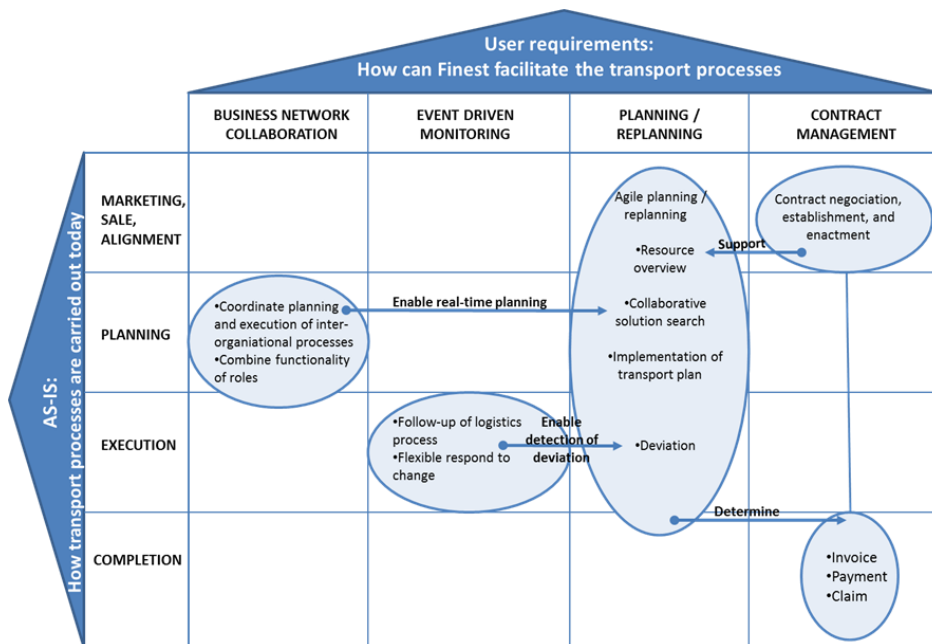 User requirements:
How can Finest facilitate the transport processes
BUSINESS NETWORK
COLLABORATION
EVENT DRIVEN
MONITORING
PLANNING /
REPLANNING
CONTRACT
MANAGEMENT
AS-IS:
How transport processes are carried out today
MARKETING,
SALE,
ALIGNMENT
Agile planning /
replanning
•Resource
overview
Support
Contract negociation,
establishment, and
enactment
PLANNING
•Coordinate planning
and execution of inter-
organiational processes
•Combine functionality
of roles
Enable real-time planning
•Collaborative
solution search
•Implementation of
transport plan
EXECUTION
•Follow-up of logistics
process
•Flexible respond to
change
Enable
detection of
deviation
•Deviation
Determine
COMPLETION
•Invoice
•Payment
•Claim